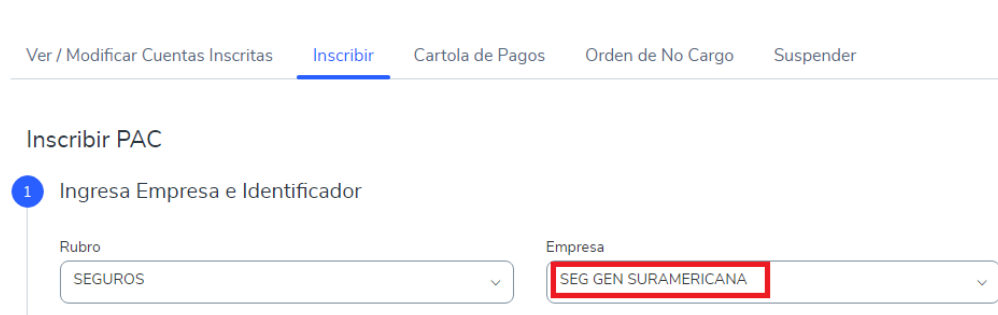 Ver / Modificar Cuentas Inscritas Inscribir Cartola de Pagos Orden de No Cargo Suspender
Inscribir PAC
1 Ingresa Empresa e Identificador
Rubro Empresa
SEGUROS SEG GEN SURAMERICANA